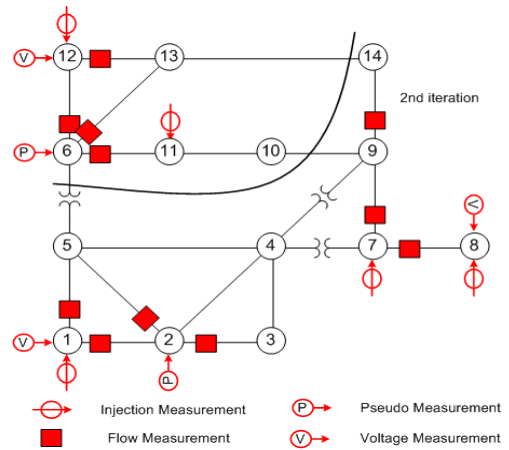 12
13
14
V
2nd iteration
P
6
11
10
9
V
5
4
7
8
V
1
2
3
P
Injection Measurement
P
Pseudo Measurement
Flow Measurement
V
Voltage Measurement